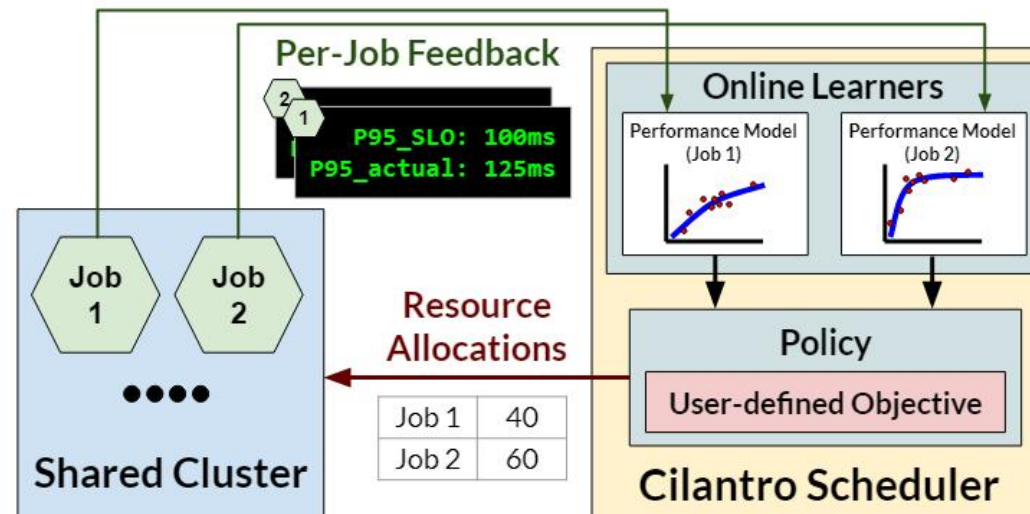 Per-Job Feedback
2
1
P95_SLO: 100ms
P95_actual: 125ms
Online Learners
Performance Model
(Job 1)
Performance Model
(Job 2)
Job
1
Job
2
Shared Cluster
Resource
Allocations
Job 1 40
Job 2 60
Policy
User-defined Objective
Cilantro Scheduler